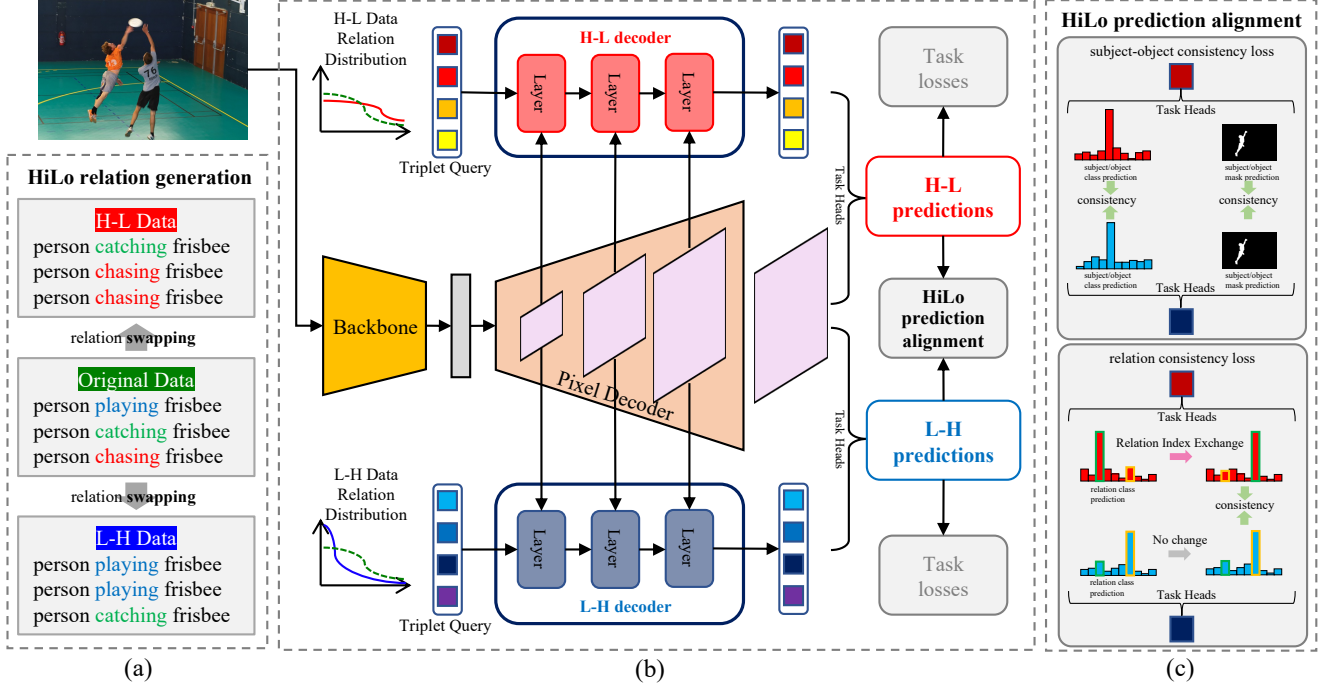 76
HiLo relation generation
H-L Data
person catching frisbee
person chasing frisbee
person chasing frisbee
relation swapping
Original Data
person playing frisbee
person catching frisbee
person chasing frisbee
relation swapping
L-H Data
person playing frisbee
person playing frisbee
person catching frisbee
(a)
H-L Data
Relation
Distribution
Triplet Query
H-L decoder
Layer
Layer
Layer
Backbone
Pixel Decoder
L-H Data
Relation
Distribution
Triplet Query
Layer
Layer
Layer
L-H decoder
Task Heads
Task Heads
Task
losses
H-L
predictions
HiLo
prediction
alignment
L-H
predictions
Task
losses
(b)
HiLo prediction alignment
subject-object consistency loss
Task Heads
subject/object
class prediction
subject/object
mask prediction
consistency
consistency
subject/object
class prediction
subject/object
mask prediction
Task Heads
relation consistency loss
Task Heads
Relation Index Exchange
relation class
prediction
consistency
No change
relation class
prediction
Task Heads
(c)